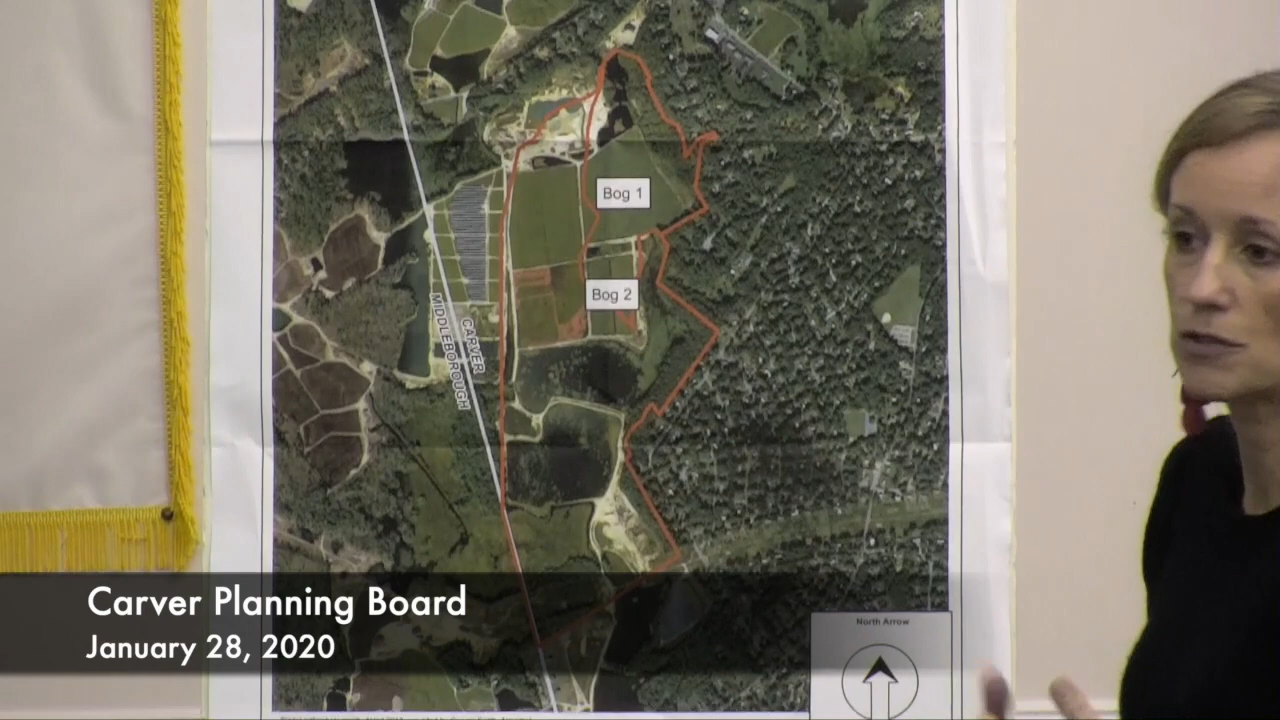 Bog 1
Bog 2
CARVER
MIDDLEBOROUGH
Carver Planning Board
January 28, 2020
North Arrow